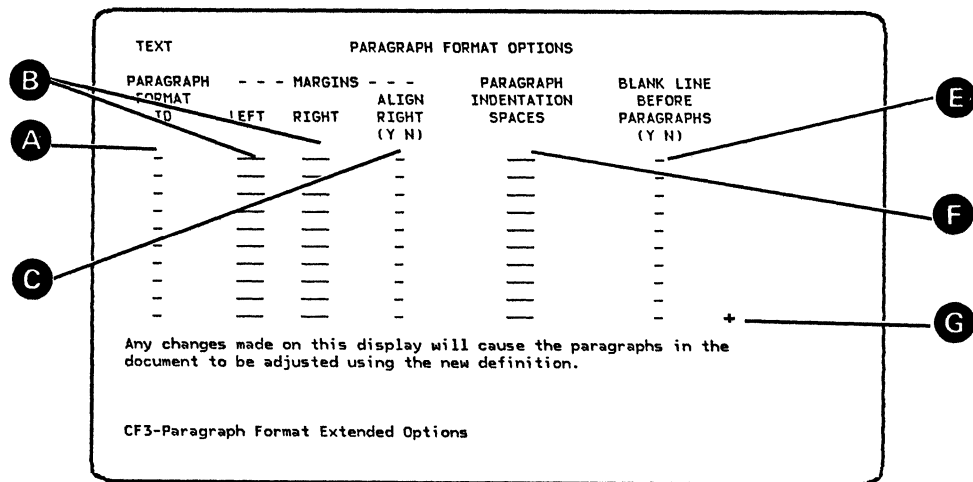 TEXT PARAGRAPH FORMAT OPTIONS
PARAGRAPH - - - MARGINS - - - PARAGRAPH BLANK LINE
FORMAT ALIGN INDENTATION BEFORE
ID LEFT RIGHT RIGHT SPACES PARAGRAPHS
(Y N) (Y N)
B
E
A
F
C
G
+
Any changes made on this display will cause the paragraphs in the
document to be adjusted using the new definition.
CF3-Paragraph Format Extended Options